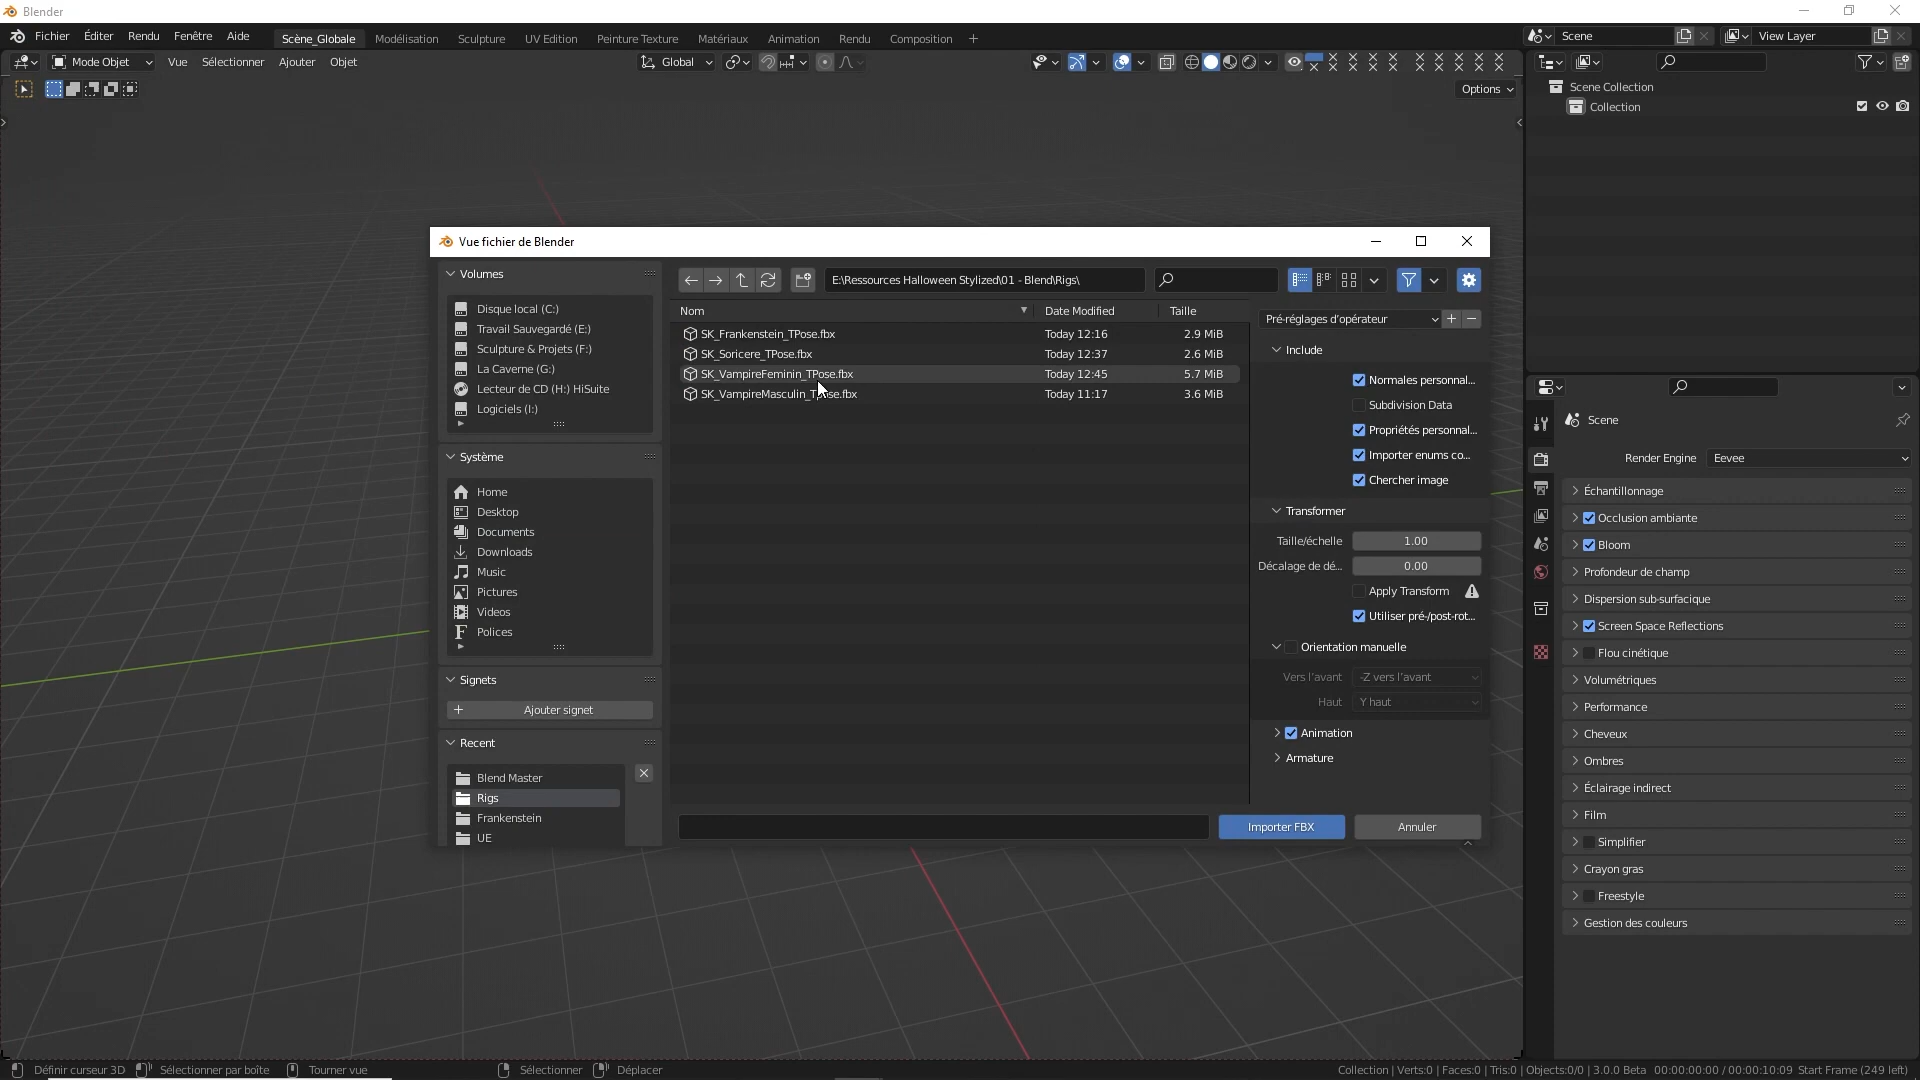 Blender
Fichier Éditer Rendu Fenêtre Aide
Scène_Globale Modélisation Sculpture UV Edition Peinture Texture Matériaux Animation Rendu Composition +
Scene
View Layer
Mode Objet Vue Sélectionner Ajouter Objet
Global
Options
Scene Collection
Collection
Vue fichier de Blender
Volumes
Disque local (C:)
Travail Sauvegardé (E:)
Sculpture & Projets (F:)
La Caverne (G:)
Lecteur de CD (H:) HiSuite
Logiciels (I:)
Système
Home
Desktop
Documents
Downloads
Music
Pictures
Videos
Polices
Signets
Ajouter signet
Recent
Blend Master
Rigs
Frankenstein
UE
E:\Ressources Halloween Stylized\01 - Blend\Rigs\
Nom Date Modified Taille
SK_Frankenstein_TPose.fbx Today 12:16 2.9 MiB
SK_Soricere_TPose.fbx Today 12:37 2.6 MiB
SK_VampireFeminin_TPose.fbx Today 12:45 5.7 MiB
SK_VampireMasculin_TPose.fbx Today 11:17 3.6 MiB
Pré-réglages d'opérateur
Include
Normales personnal...
Subdivision Data
Propriétés personnal...
Importer enums co...
Chercher image
Transformer
Taille/échelle 1.00
Décalage de dé... 0.00
Apply Transform
Utiliser pré-/post-rot...
Orientation manuelle
Vers l'avant -Z vers l'avant
Haut Y haut
Animation
Armature
Importer FBX Annuler
Scene
Render Engine Eevee
Échantillonnage
Occlusion ambiante
Bloom
Profondeur de champ
Dispersion sub-surfacique
Screen Space Reflections
Flou cinétique
Volumétriques
Performance
Cheveux
Ombres
Éclairage indirect
Film
Simplifier
Crayon gras
Freestyle
Gestion des couleurs
Définir curseur 3D Sélectionner par boîte Tourner vue Sélectionner Déplacer
Collection | Verts:0 | Faces:0 | Tris:0 | Objects:0/0 | 3.0.0 Beta 00:00:00:00 / 00:00:10:09 Start Frame (249 left)